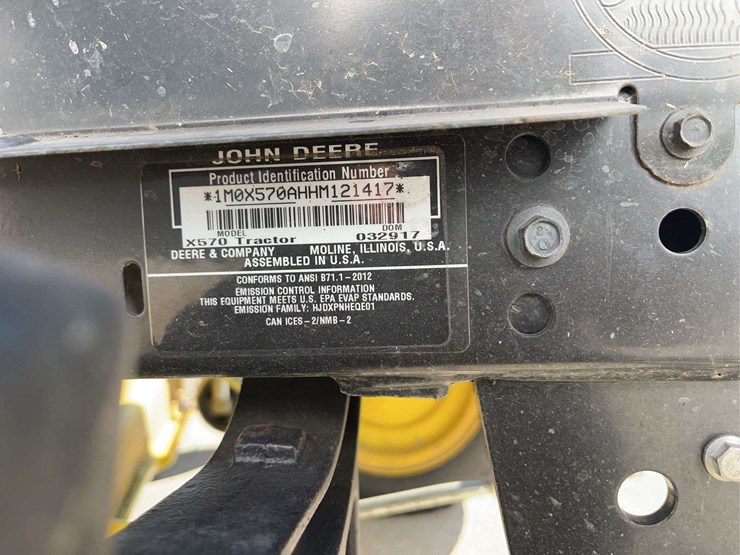 JOHN DEERE
Product Identification Number
*1M0X570AHHM121417*
MODEL DOM
X570 Tractor 032917
DEERE & COMPANY MOLINE, ILLINOIS, U.S.A.
ASSEMBLED IN U.S.A.
CONFORMS TO ANSI B71.1-2012
EMISSION CONTROL INFORMATION
THIS EQUIPMENT MEETS U.S. EPA EVAP STANDARDS.
EMISSION FAMILY: HJDXPNHEQE01
CAN ICES-2/NMB-2